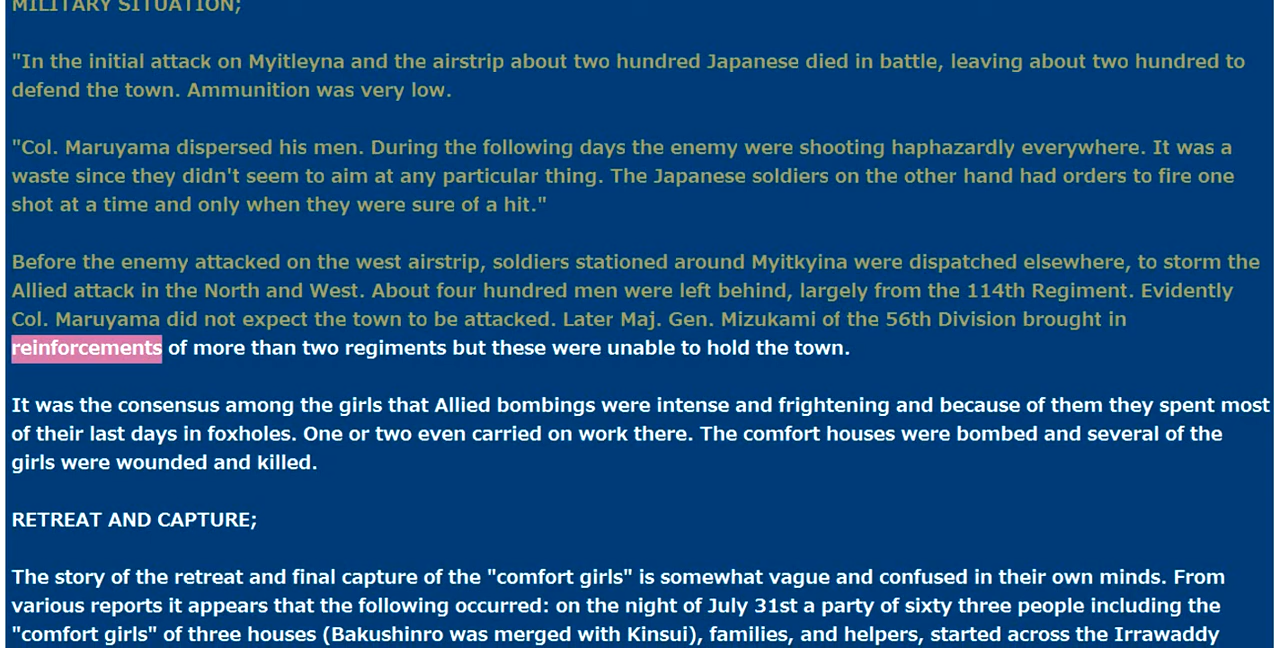 MILITARY SITUATION;
"In the initial attack on Myitleyna and the airstrip about two hundred Japanese died in battle, leaving about two hundred to
defend the town. Ammunition was very low.
"Col. Maruyama dispersed his men. During the following days the enemy were shooting haphazardly everywhere. It was a
waste since they didn't seem to aim at any particular thing. The Japanese soldiers on the other hand had orders to fire one
shot at a time and only when they were sure of a hit."
Before the enemy attacked on the west airstrip, soldiers stationed around Myitkyina were dispatched elsewhere, to storm the
Allied attack in the North and West. About four hundred men were left behind, largely from the 114th Regiment. Evidently
Col. Maruyama did not expect the town to be attacked. Later Maj. Gen. Mizukami of the 56th Division brought in
reinforcements of more than two regiments but these were unable to hold the town.
It was the consensus among the girls that Allied bombings were intense and frightening and because of them they spent most
of their last days in foxholes. One or two even carried on work there. The comfort houses were bombed and several of the
girls were wounded and killed.
RETREAT AND CAPTURE;
The story of the retreat and final capture of the "comfort girls" is somewhat vague and confused in their own minds. From
various reports it appears that the following occurred: on the night of July 31st a party of sixty three people including the
"comfort girls" of three houses (Bakushinro was merged with Kinsui), families, and helpers, started across the Irrawaddy